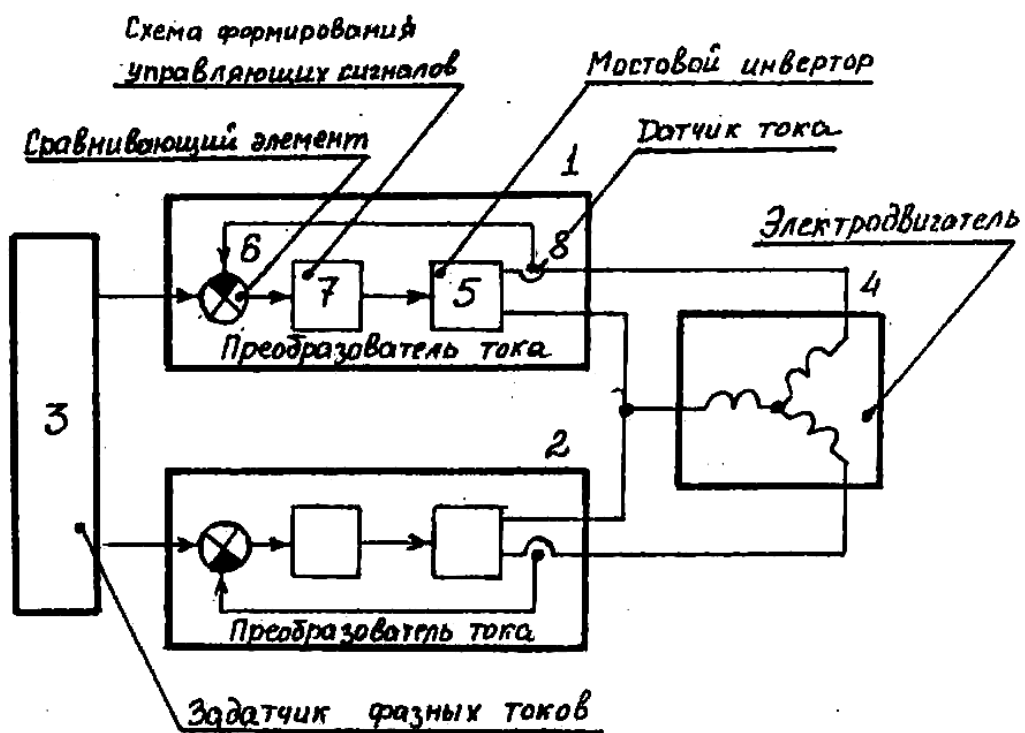 Схема формирования
управляющих сигналов
Мостовой инвертор
Сравнивающий элемент
Датчик тока
1
Электродвигатель
6
8
4
7
5
Преобразователь тока
3
2
Преобразователь тока
Задатчик фазных токов